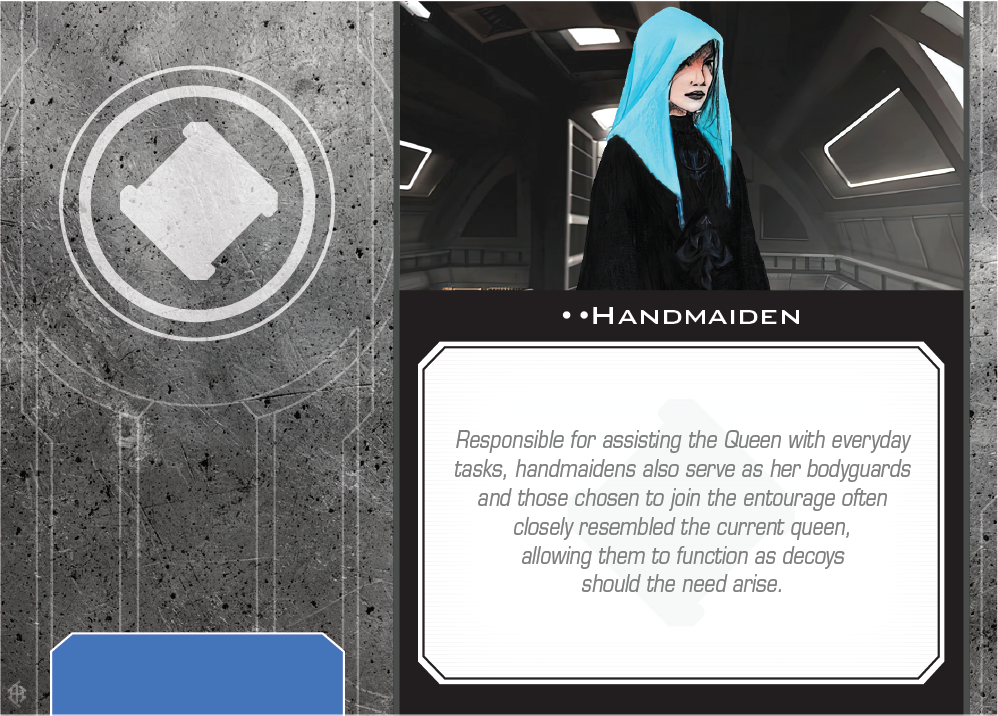 ••Handmaiden
Responsible for assisting the Queen with everyday
tasks, handmaidens also serve as her bodyguards
and those chosen to join the entourage often
closely resembled the current queen,
allowing them to function as decoys
should the need arise.